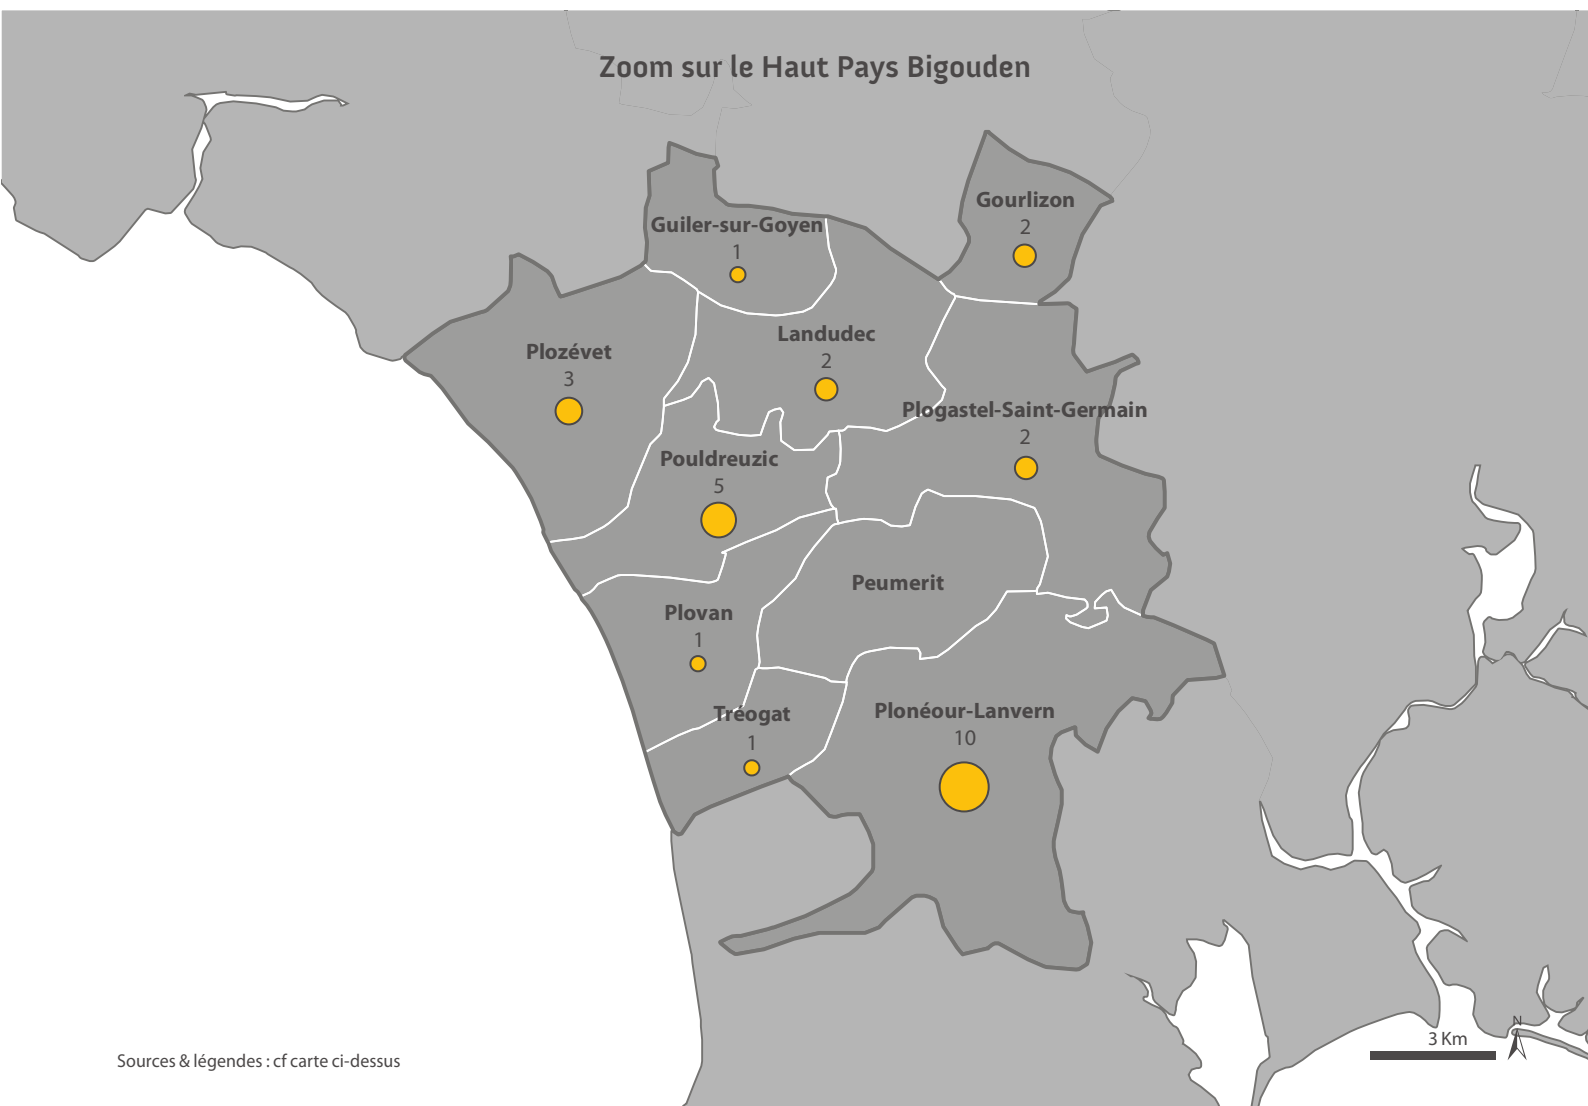 Zoom sur le Haut Pays Bigouden
Gourlizon
2
Guiler-sur-Goyen
1
Landudec
2
Plozévet
3
Plogastel-Saint-Germain
2
Pouldreuzic
5
Peumerit
Plovan
1
Tréogat
1
Plonéour-Lanvern
10
N
3 Km
Sources & légendes : cf carte ci-dessus